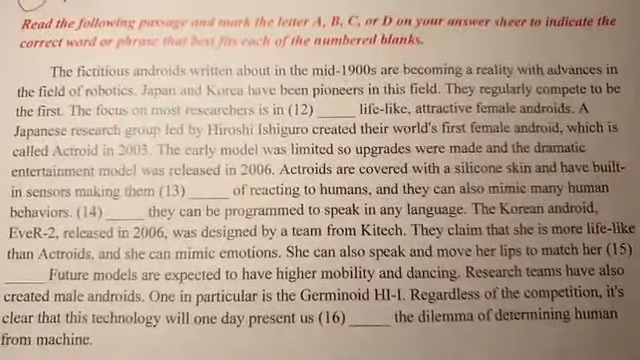 Read the following passage and mark the letter A, B, C, or D on your answer sheer to indicate the
correct word or phrase that best fits each of the numbered blanks.
The fictitious androids written about in the mid-1900s are becoming a reality with advances in
the field of robotics. Japan and Korea have been pioneers in this field. They regularly compete to be
the first. The focus on most researchers is in (12) _____ life-like, attractive female androids. A
Japanese research group led by Hiroshi Ishiguro created their world's first female android, which is
called Actroid in 2003. The early model was limited so upgrades were made and the dramatic
entertainment model was released in 2006. Actroids are covered with a silicone skin and have built-
in sensors making them (13) _____ of reacting to humans, and they can also mimic many human
behaviors. (14) _____ they can be programmed to speak in any language. The Korean android,
EveR-2, released in 2006, was designed by a team from Kitech. They claim that she is more life-like
than Actroids, and she can mimic emotions. She can also speak and move her lips to match her (15)
_____ Future models are expected to have higher mobility and dancing. Research teams have also
created male androids. One in particular is the Germinoid HI-I. Regardless of the competition, it's
clear that this technology will one day present us (16) _____ the dilemma of determining human
from machine.